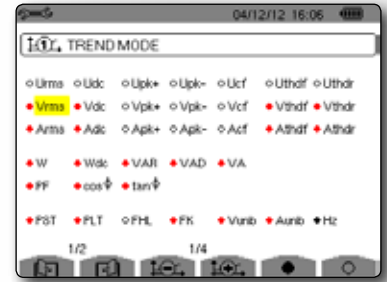 04/12/12 16:06
TREND MODE
Urms Udc Upk+ Upk- Ucf Uthdf Uthdr
Vrms Vdc Vpk+ Vpk- Vcf Vthdf Vthdr
Arms Adc Apk+ Apk- Acf Athdf Athdr
W Wdc VAR VAD VA
PF cosΦ tanΦ
PST PLT FHL FK Vunb Aunb Hz
1/2 1/4